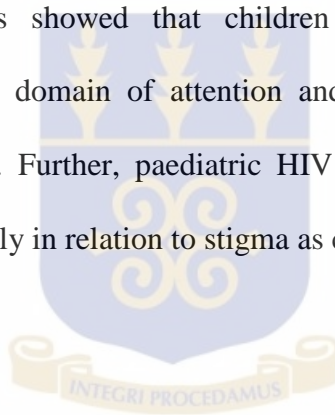 s showed that children
domain of attention and
Further, paediatric HIV
ly in relation to stigma as
INTEGRI PROCEDAMUS